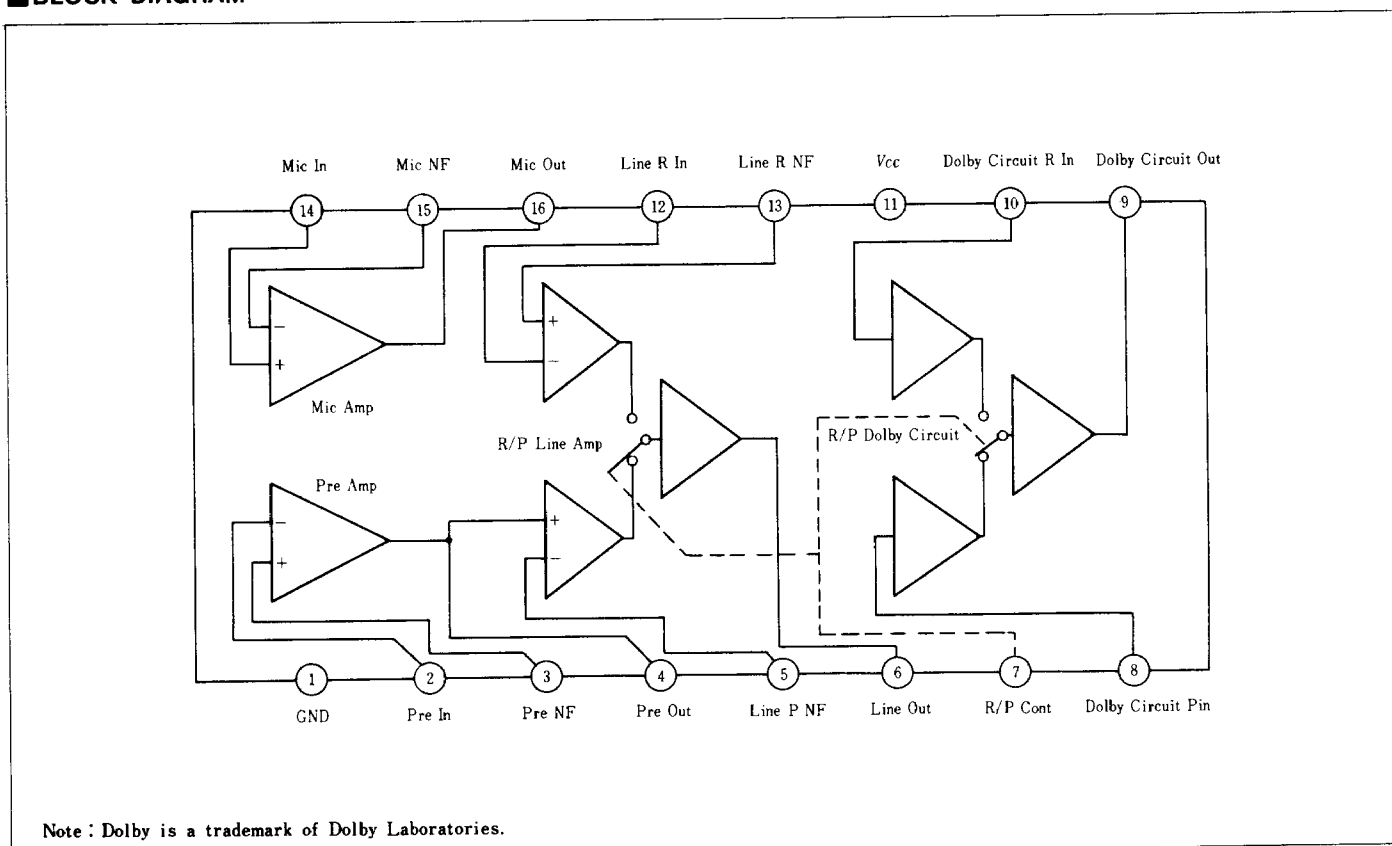 BLOCK DIAGRAM
Mic In
Mic NF
Mic Out
Line R In
Line R NF
Vcc
Dolby Circuit R In
Dolby Circuit Out
14
15
16
12
13
11
10
9
−
+
Mic Amp
+
−
R/P Line Amp
R/P Dolby Circuit
Pre Amp
−
+
+
−
1
2
3
4
5
6
7
8
GND
Pre In
Pre NF
Pre Out
Line P NF
Line Out
R/P Cont
Dolby Circuit Pin
Note : Dolby is a trademark of Dolby Laboratories.